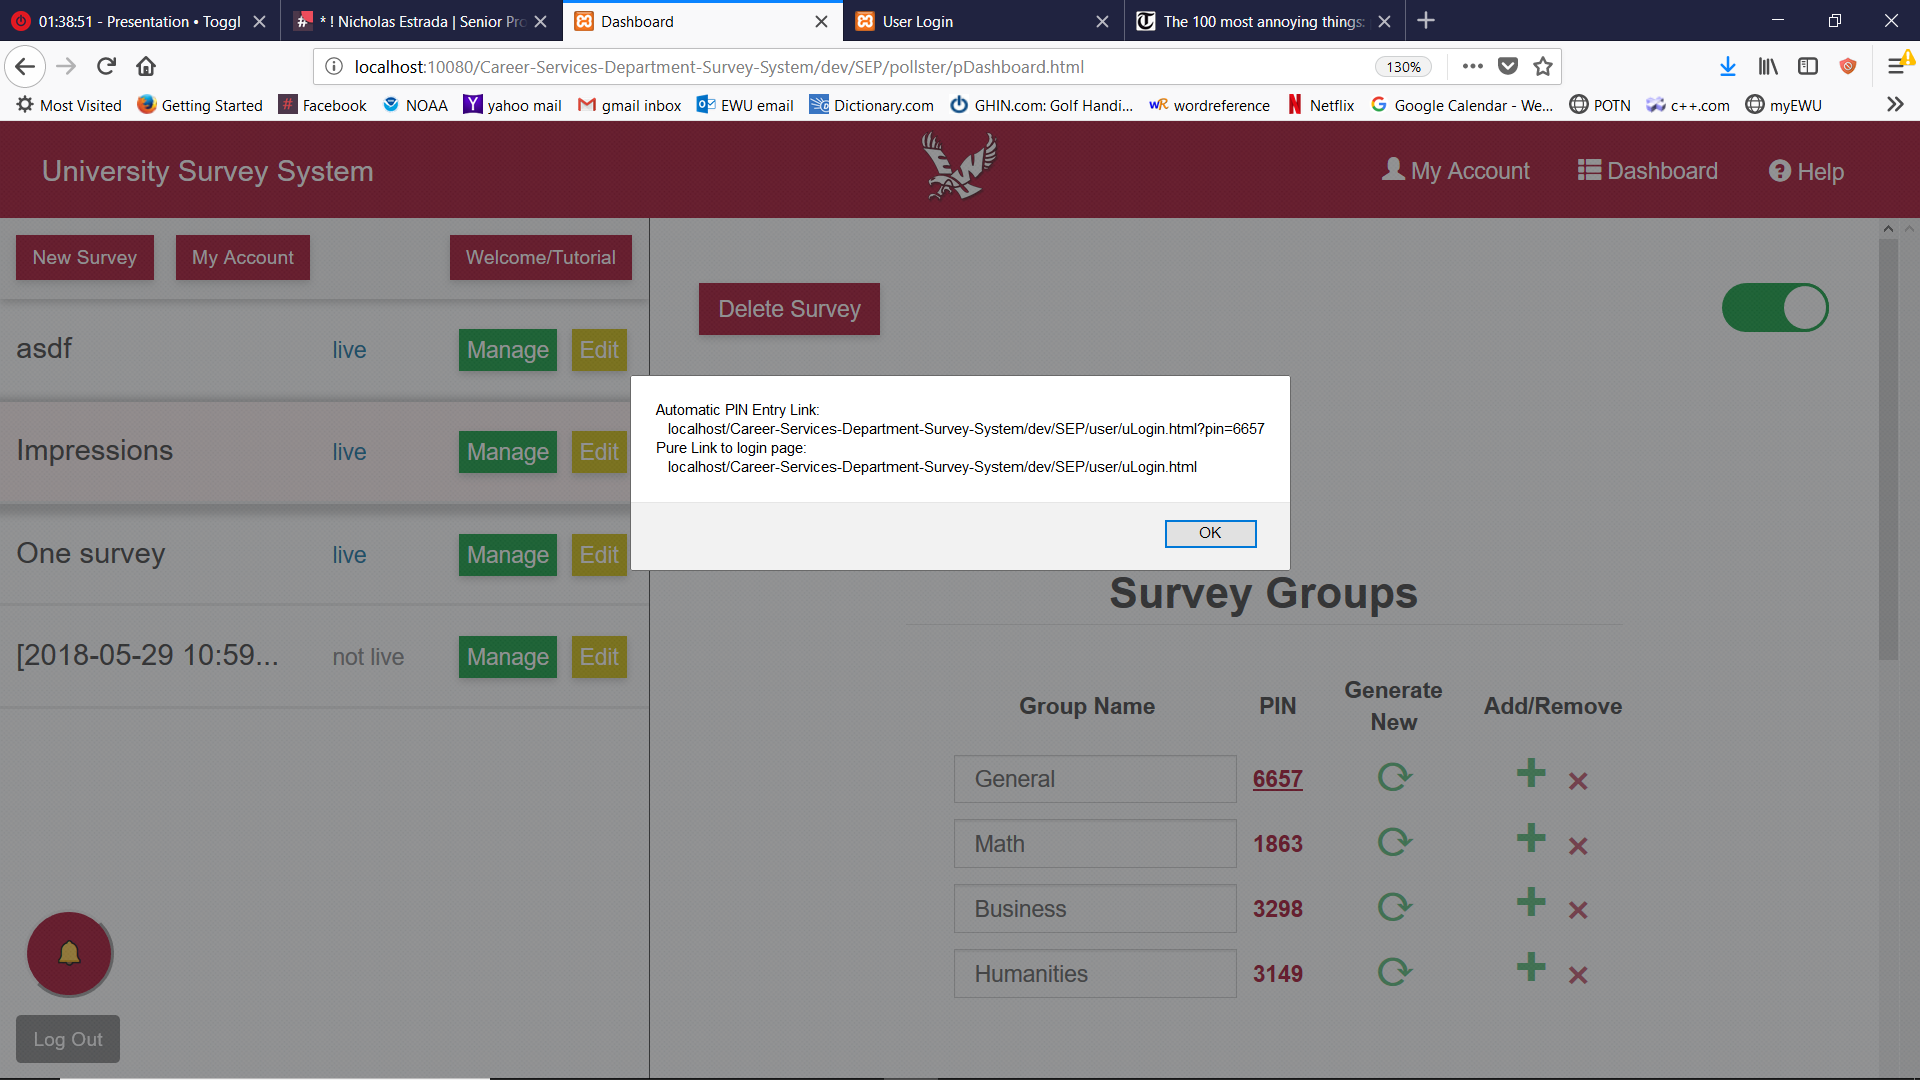 01:38:51 - Presentation • Toggl
* ! Nicholas Estrada | Senior Pro
Dashboard
User Login
The 100 most annoying things:
localhost:10080/Career-Services-Department-Survey-System/dev/SEP/pollster/pDashboard.html
130%
Most Visited
Getting Started
Facebook
NOAA
yahoo mail
gmail inbox
EWU email
Dictionary.com
GHIN.com: Golf Handi...
wordreference
Netflix
Google Calendar - We...
POTN
c++.com
myEWU
University Survey System
My Account
Dashboard
Help
New Survey
My Account
Welcome/Tutorial
asdf
live
Manage
Edit
Impressions
live
Manage
Edit
One survey
live
Manage
Edit
[2018-05-29 10:59...
not live
Manage
Edit
Log Out
Delete Survey
Automatic PIN Entry Link:
localhost/Career-Services-Department-Survey-System/dev/SEP/user/uLogin.html?pin=6657
Pure Link to login page:
localhost/Career-Services-Department-Survey-System/dev/SEP/user/uLogin.html
OK
Survey Groups
Group Name
PIN
Generate
New
Add/Remove
General
6657
Math
1863
Business
3298
Humanities
3149